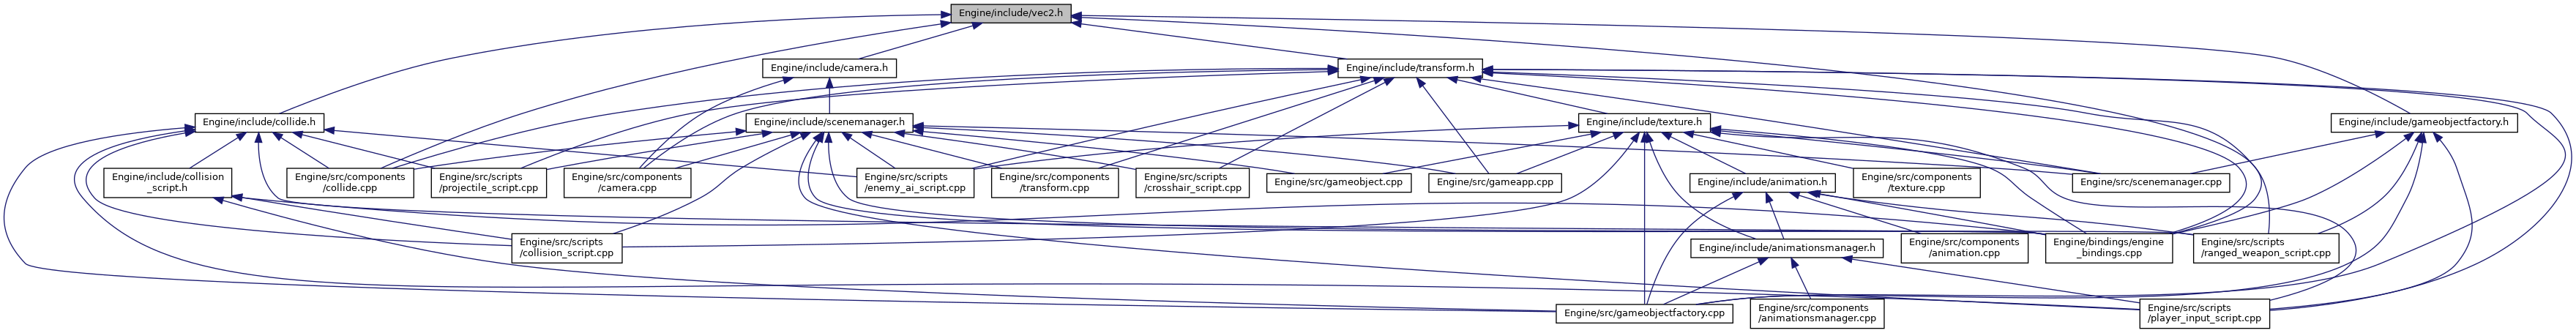 Engine/include/vec2.h
Engine/include/camera.h
Engine/include/transform.h
Engine/include/collide.h
Engine/include/scenemanager.h
Engine/include/texture.h
Engine/include/gameobjectfactory.h
Engine/include/collision
_script.h
Engine/src/components
/collide.cpp
Engine/src/scripts
/projectile_script.cpp
Engine/src/components
/camera.cpp
Engine/src/scripts
/enemy_ai_script.cpp
Engine/src/components
/transform.cpp
Engine/src/scripts
/crosshair_script.cpp
Engine/src/gameobject.cpp
Engine/src/gameapp.cpp
Engine/include/animation.h
Engine/src/components
/texture.cpp
Engine/src/scenemanager.cpp
Engine/src/scripts
/collision_script.cpp
Engine/include/animationsmanager.h
Engine/src/components
/animation.cpp
Engine/bindings/engine
_bindings.cpp
Engine/src/scripts
/ranged_weapon_script.cpp
Engine/src/gameobjectfactory.cpp
Engine/src/components
/animationsmanager.cpp
Engine/src/scripts
/player_input_script.cpp